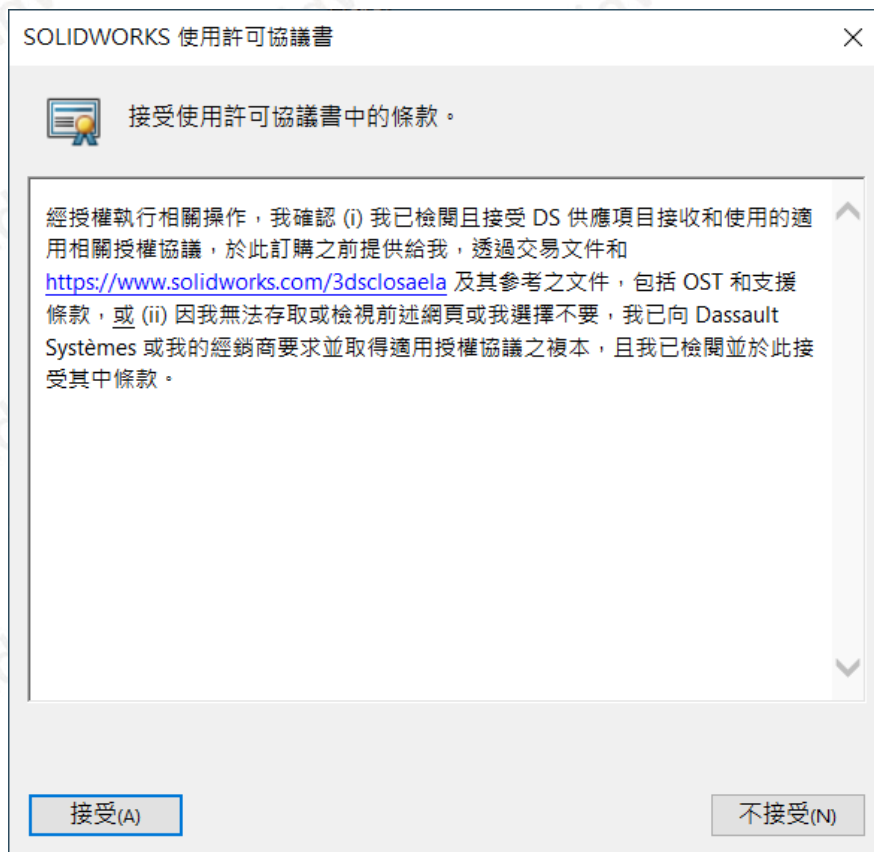 SOLIDWORKS 使用許可協議書
接受使用許可協議書中的條款。
經授權執行相關操作，我確認 (i) 我已檢閱且接受 DS 供應項目接收和使用的適
用相關授權協議，於此訂購之前提供給我，透過交易文件和
https://www.solidworks.com/3dsclosaela 及其參考之文件，包括 OST 和支援
條款，或 (ii) 因我無法存取或檢視前述網頁或我選擇不要，我已向 Dassault
Systèmes 或我的經銷商要求並取得適用授權協議之複本，且我已檢閱並於此接
受其中條款。
接受(A)
不接受(N)